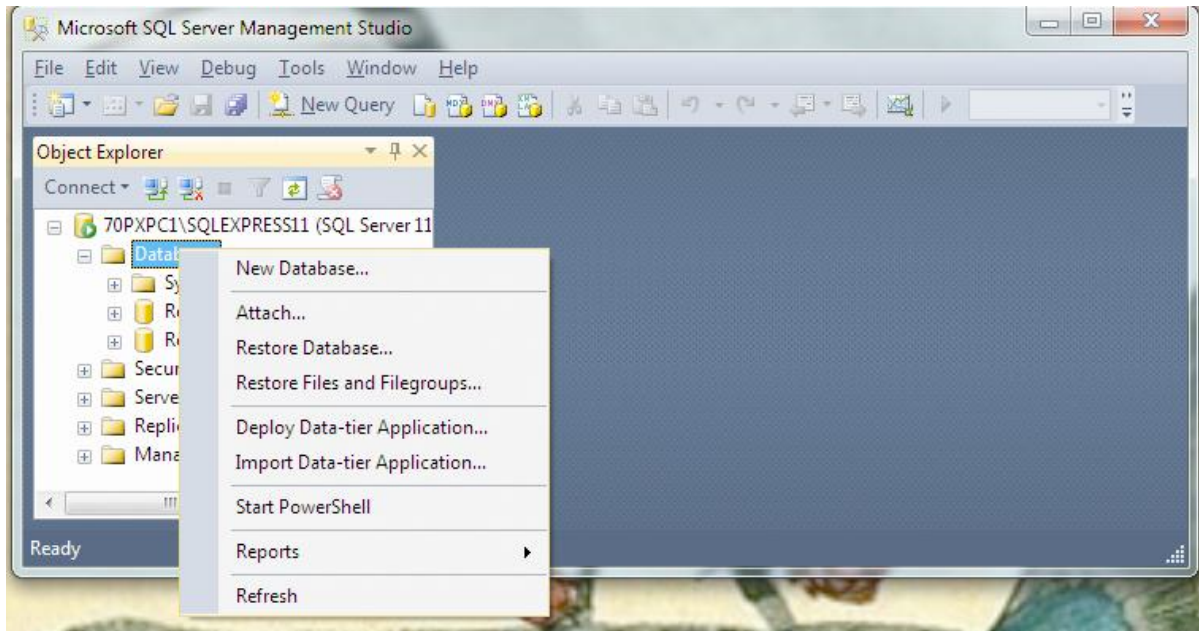 Microsoft SQL Server Management Studio
File Edit View Debug Tools Window Help
New Query
Object Explorer
Connect
70PXPC1\SQLEXPRESS11 (SQL Server 11
New Database...
Attach...
Restore Database...
Restore Files and Filegroups...
Deploy Data-tier Application...
Import Data-tier Application...
Start PowerShell
Reports
Refresh
Ready